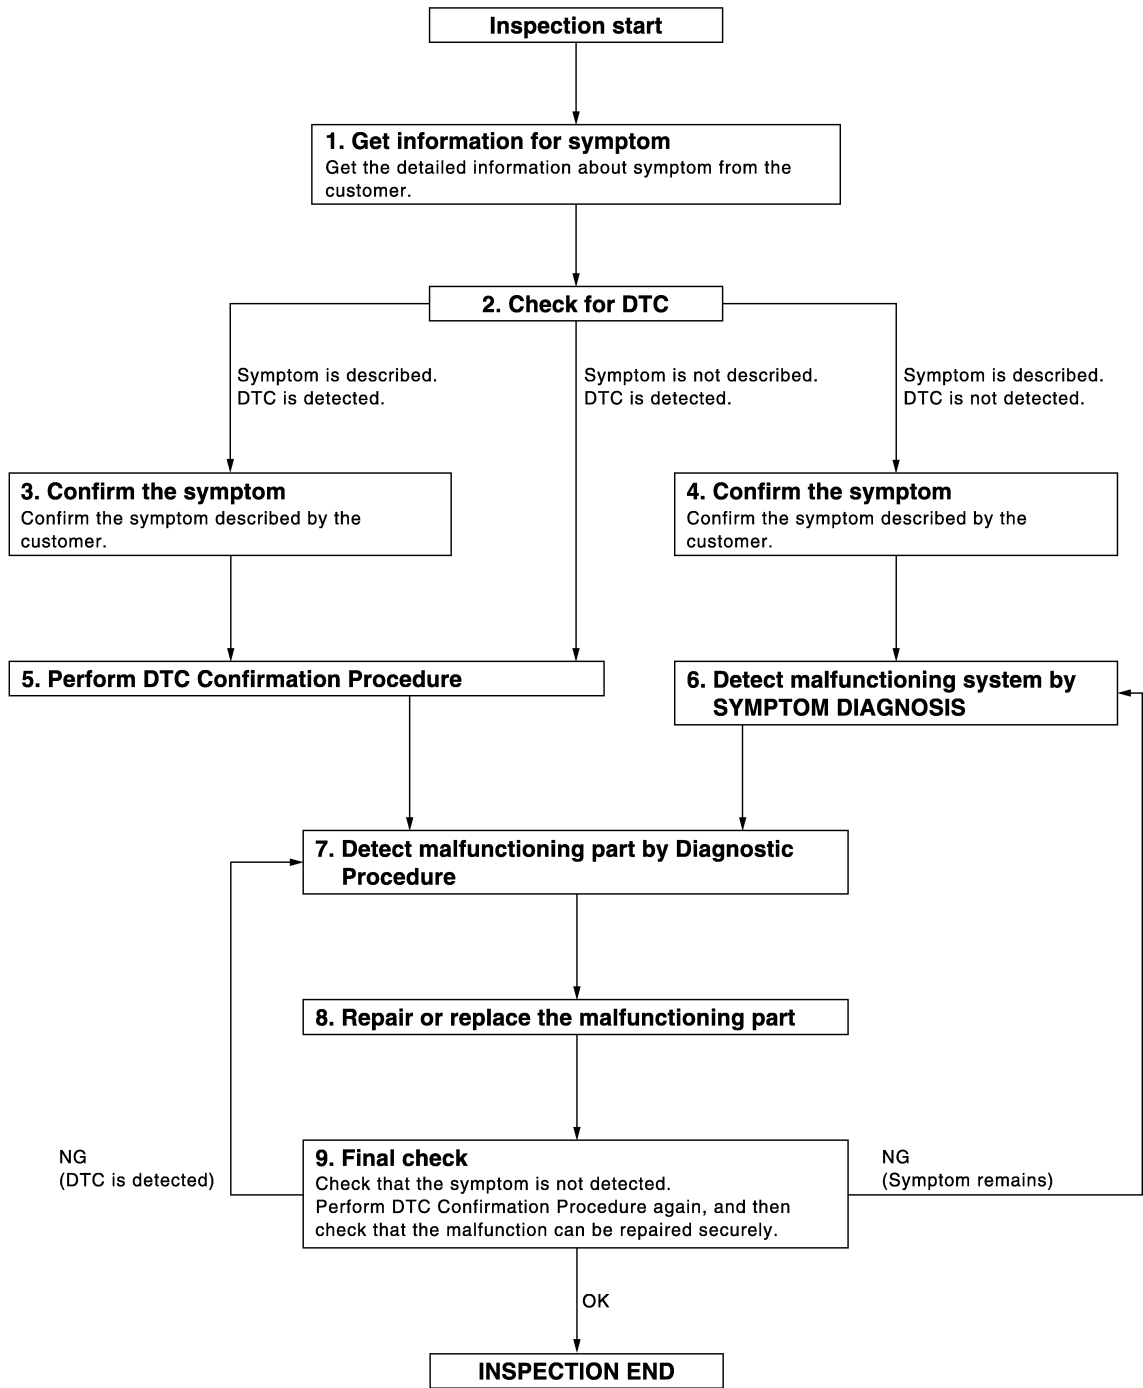 Inspection start
1. Get information for symptom
Get the detailed information about symptom from the
customer.
2. Check for DTC
Symptom is described.
DTC is detected.
Symptom is not described.
DTC is detected.
Symptom is described.
DTC is not detected.
3. Confirm the symptom
Confirm the symptom described by the
customer.
4. Confirm the symptom
Confirm the symptom described by the
customer.
5. Perform DTC Confirmation Procedure
6. Detect malfunctioning system by
SYMPTOM DIAGNOSIS
7. Detect malfunctioning part by Diagnostic
Procedure
8. Repair or replace the malfunctioning part
NG
(DTC is detected)
9. Final check
Check that the symptom is not detected.
Perform DTC Confirmation Procedure again, and then
check that the malfunction can be repaired securely.
NG
(Symptom remains)
OK
INSPECTION END